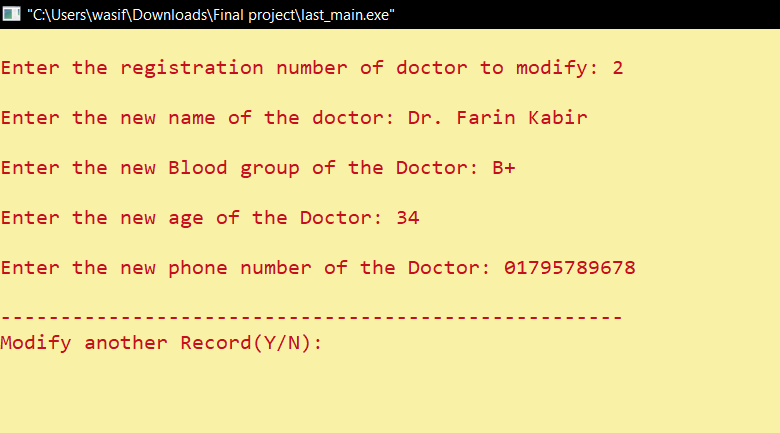 "C:\Users\wasif\Downloads\Final project\last_main.exe"
Enter the registration number of doctor to modify: 2
Enter the new name of the doctor: Dr. Farin Kabir
Enter the new Blood group of the Doctor: B+
Enter the new age of the Doctor: 34
Enter the new phone number of the Doctor: 01795789678
----------------------------------------------------
Modify another Record(Y/N):